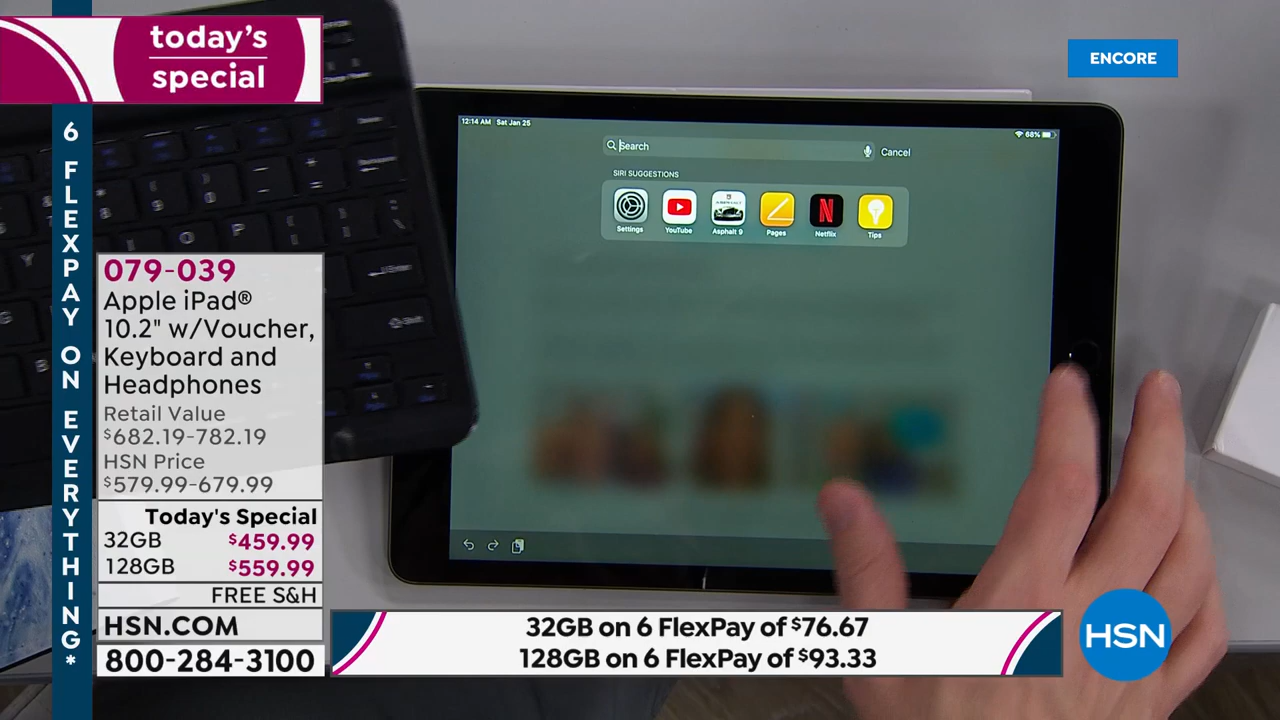 today's
special
ENCORE
6 FLEXPAY ON EVERYTHING*
079-039
Apple iPad®
10.2" w/Voucher,
Keyboard and
Headphones
Retail Value
$682.19-782.19
HSN Price
$579.99-679.99
Today's Special
32GB $459.99
128GB $559.99
FREE S&H
HSN.COM
800-284-3100
32GB on 6 FlexPay of $76.67
128GB on 6 FlexPay of $93.33
HSN
12:14 AM Sat Jan 25
68%
Search
Cancel
SIRI SUGGESTIONS
Settings
YouTube
Asphalt 9
Pages
Netflix
Tips
N
Delete
Enter
Shift
O
P